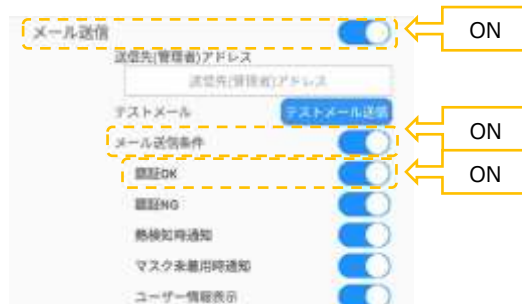 メール送信
ON
送信先(管理者)アドレス
送信先(管理者)アドレス
テストメール
テストメール送信
メール送信条件
ON
認証OK
ON
認証NG
熱検知時通知
マスク未着用時通知
ユーザー情報表示